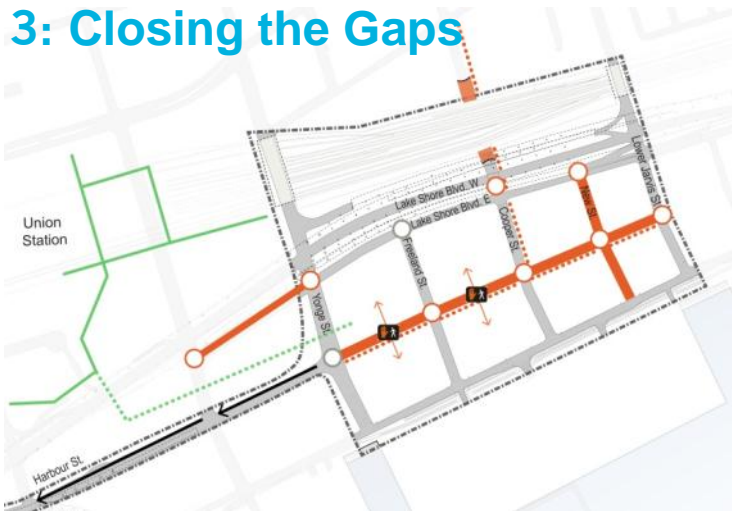 3: Closing the Gaps
Union
Station
Lake Shore Blvd. W
Lake Shore Blvd. E
Lower Jarvis St.
New St.
Cooper St.
Freeland St.
Yonge St.
Harbour St.